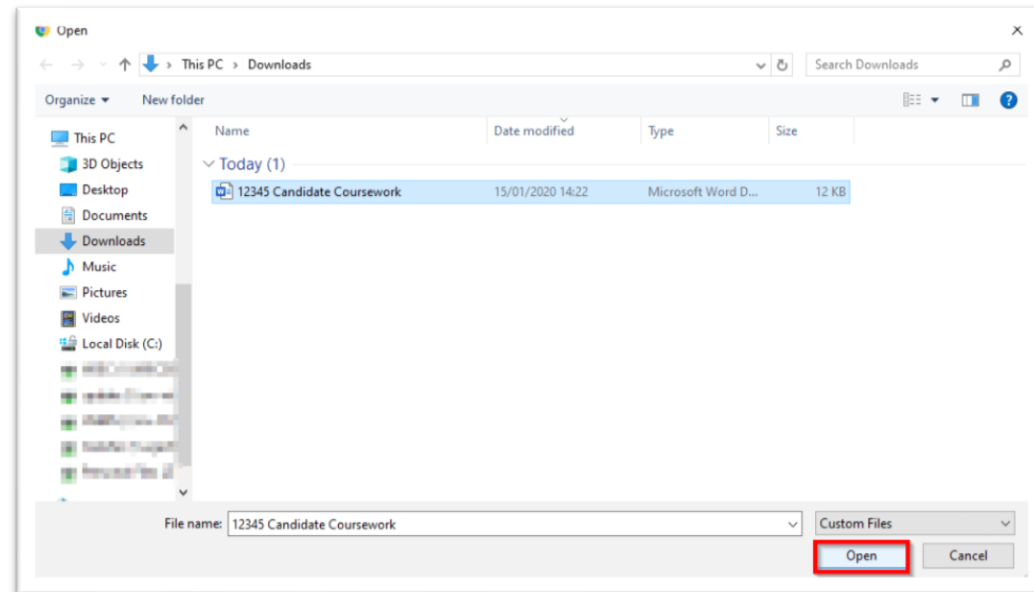 Open
This PC > Downloads
Search Downloads
Organize
New folder
Name
Date modified
Type
Size
This PC
3D Objects
Desktop
Documents
Downloads
Music
Pictures
Videos
Local Disk (C:)
Today (1)
12345 Candidate Coursework
15/01/2020 14:22
Microsoft Word D...
12 KB
File name:
12345 Candidate Coursework
Custom Files
Open
Cancel